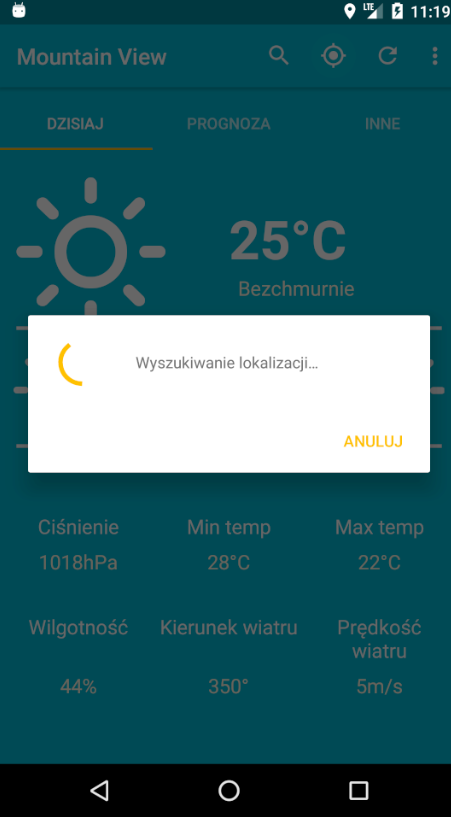 LTE 11:19
Mountain View
DZISIAJ PROGNOZA INNE
25°C
Bezchmurnie
Wyszukiwanie lokalizacji...
ANULUJ
Ciśnienie Min temp Max temp
1018hPa 28°C 22°C
Wilgotność Kierunek wiatru Prędkość
wiatru
44% 350° 5m/s